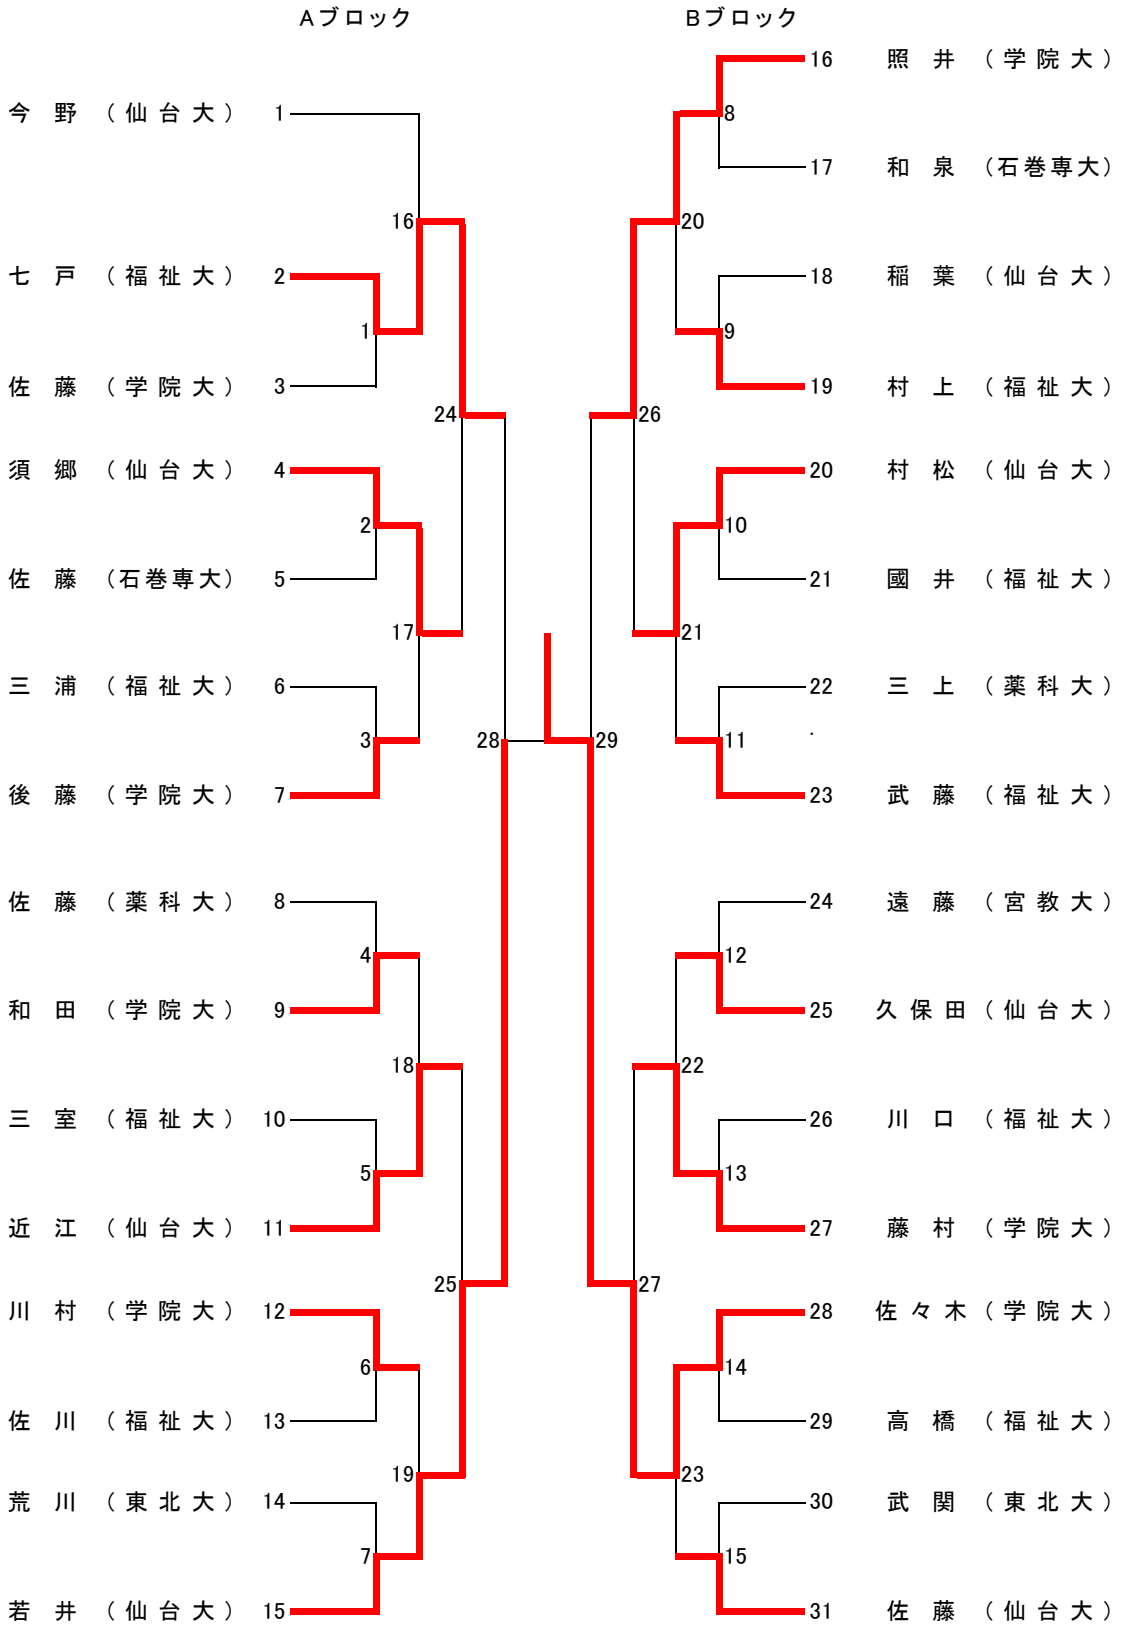 Aブロック Bブロック
16 照井 (学院大)
今野 (仙台大) 1
8
17 和泉 (石巻専大)
16 20
七戸 (福祉大) 2 18 稲葉 (仙台大)
1 9
佐藤 (学院大) 3 19 村上 (福祉大)
24 26
須郷 (仙台大) 4 20 村松 (仙台大)
2 10
佐藤 (石巻専大) 5 21 國井 (福祉大)
17 21
三浦 (福祉大) 6 22 三上 (薬科大)
3 28 29 11
後藤 (学院大) 7 23 武藤 (福祉大)
佐藤 (薬科大) 8 24 遠藤 (宮教大)
4 12
和田 (学院大) 9 25 久保田 (仙台大)
18 22
三室 (福祉大) 10 26 川口 (福祉大)
5 13
近江 (仙台大) 11 27 藤村 (学院大)
25 27
川村 (学院大) 12 28 佐々木 (学院大)
6 14
佐川 (福祉大) 13 29 高橋 (福祉大)
19 23
荒川 (東北大) 14 30 武関 (東北大)
7 15
若井 (仙台大) 15 31 佐藤 (仙台大)